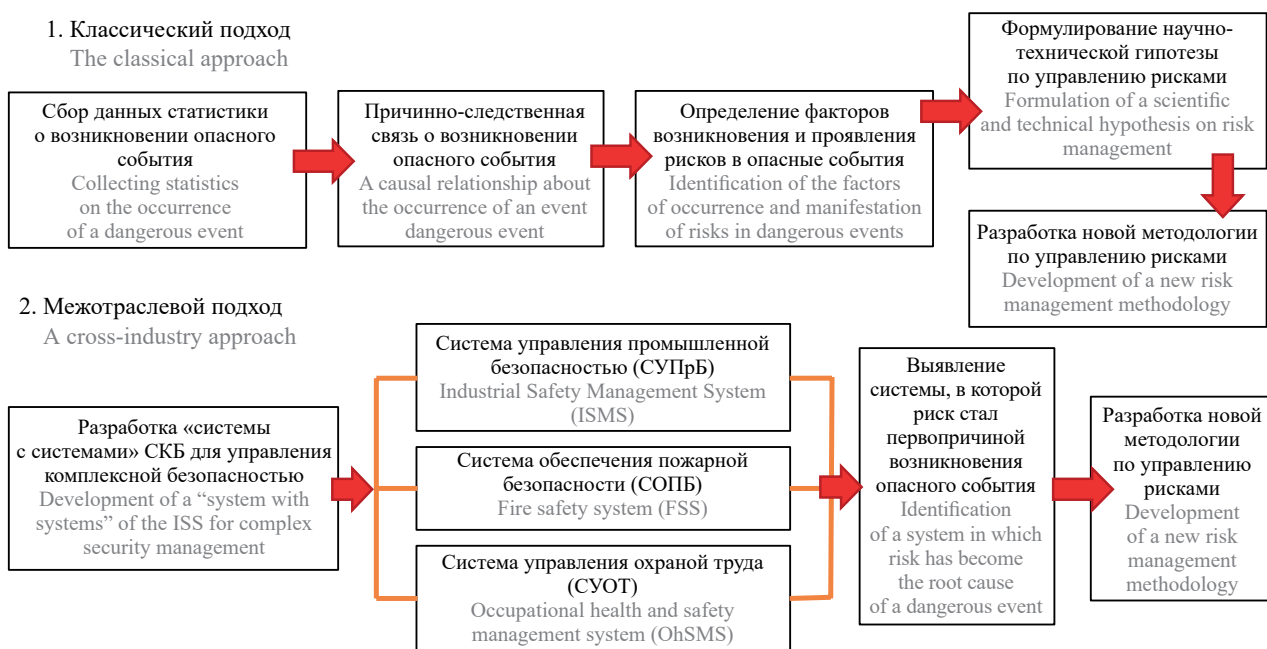 1. Классический подход
The classical approach
Сбор данных статистики
о возникновении опасного
события
Collecting statistics
on the occurrence
of a dangerous event
Причинно-следственная
связь о возникновении
опасного события
A causal relationship about
the occurrence of an event
dangerous event
Определение факторов
возникновения и проявления
рисков в опасные события
Identification of the factors
of occurrence and manifestation
of risks in dangerous events
Формулирование научно-
технической гипотезы
по управлению рисками
Formulation of a scientific
and technical hypothesis on risk
management
Разработка новой методологии
по управлению рисками
Development of a new risk
management methodology
2. Межотраслевой подход
A cross-industry approach
Разработка «системы
с системами» СКБ для управления
комплексной безопасностью
Development of a “system with
systems” of the ISS for complex
security management
Система управления промышленной
безопасностью (СУПрБ)
Industrial Safety Management System
(ISMS)
Система обеспечения пожарной
безопасности (СОПБ)
Fire safety system (FSS)
Система управления охраной труда
(СУОТ)
Occupational health and safety
management system (OhSMS)
Выявление
системы, в которой
риск стал
первопричиной
возникновения
опасного события
Identification
of a system in which
risk has become
the root cause
of a dangerous event
Разработка новой
методологии
по управлению
рисками
Development
of a new risk
management
methodology